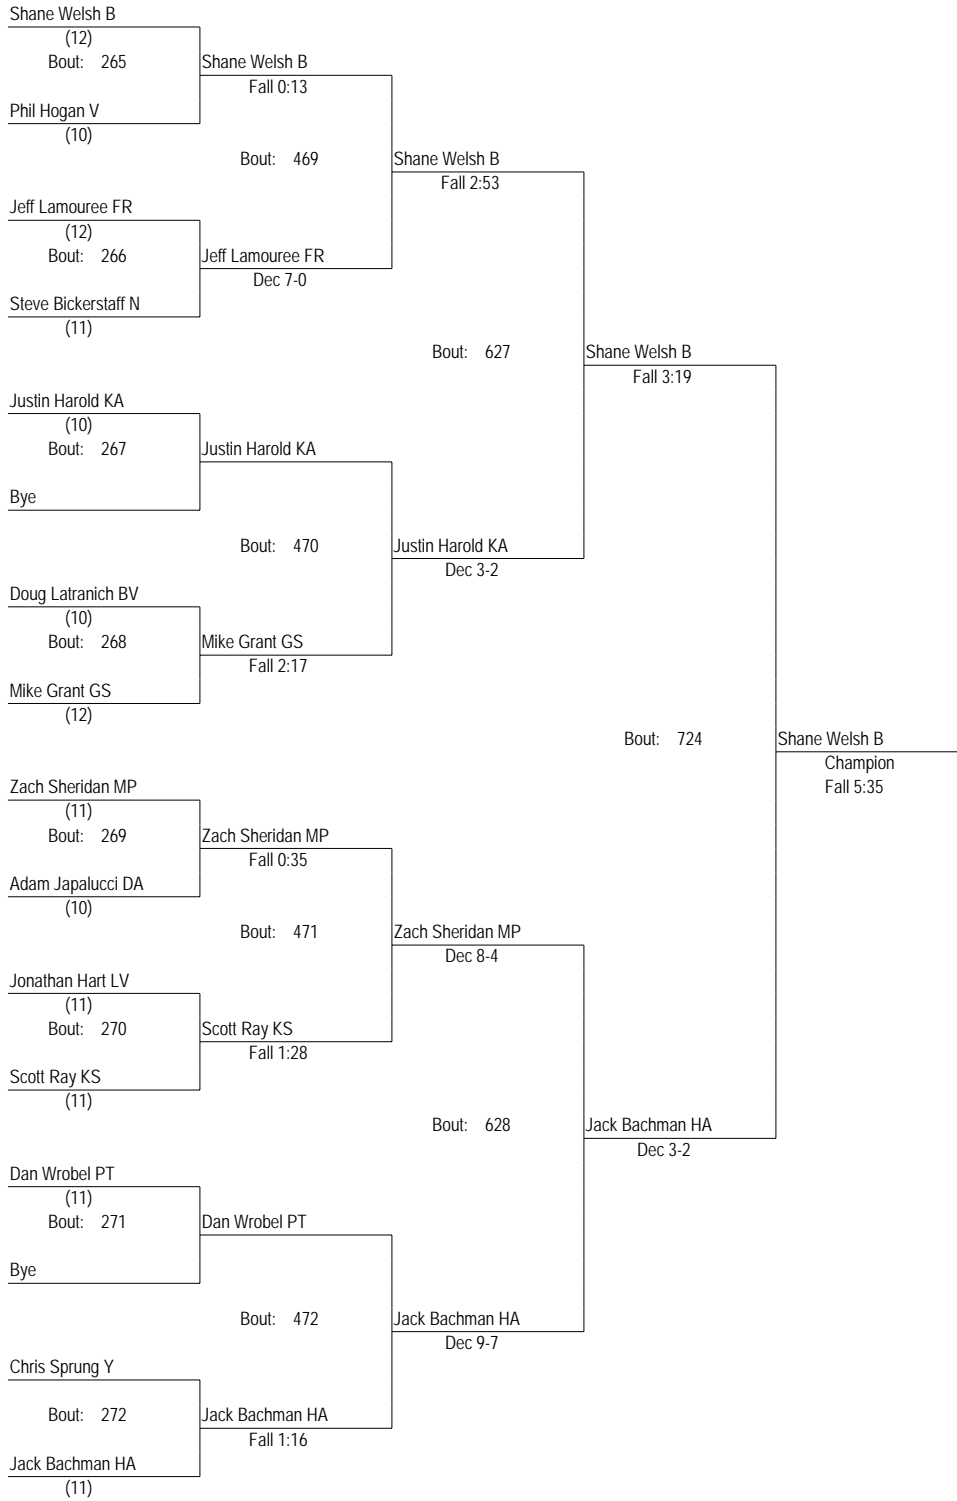 Shane Welsh B
(12)
Bout: 265
Shane Welsh B
Fall 0:13
Phil Hogan V
(10)
Bout: 469
Shane Welsh B
Fall 2:53
Jeff Lamouree FR
(12)
Bout: 266
Jeff Lamouree FR
Dec 7-0
Steve Bickerstaff N
(11)
Bout: 627
Shane Welsh B
Fall 3:19
Justin Harold KA
(10)
Bout: 267
Justin Harold KA
Bye
Bout: 470
Justin Harold KA
Dec 3-2
Doug Latranich BV
(10)
Bout: 268
Mike Grant GS
Fall 2:17
Mike Grant GS
(12)
Bout: 724
Shane Welsh B
Champion
Fall 5:35
Zach Sheridan MP
(11)
Bout: 269
Zach Sheridan MP
Fall 0:35
Adam Japalucci DA
(10)
Bout: 471
Zach Sheridan MP
Dec 8-4
Jonathan Hart LV
(11)
Bout: 270
Scott Ray KS
Fall 1:28
Scott Ray KS
(11)
Bout: 628
Jack Bachman HA
Dec 3-2
Dan Wrobel PT
(11)
Bout: 271
Dan Wrobel PT
Bye
Bout: 472
Jack Bachman HA
Dec 9-7
Chris Sprung Y
Bout: 272
Jack Bachman HA
Fall 1:16
Jack Bachman HA
(11)